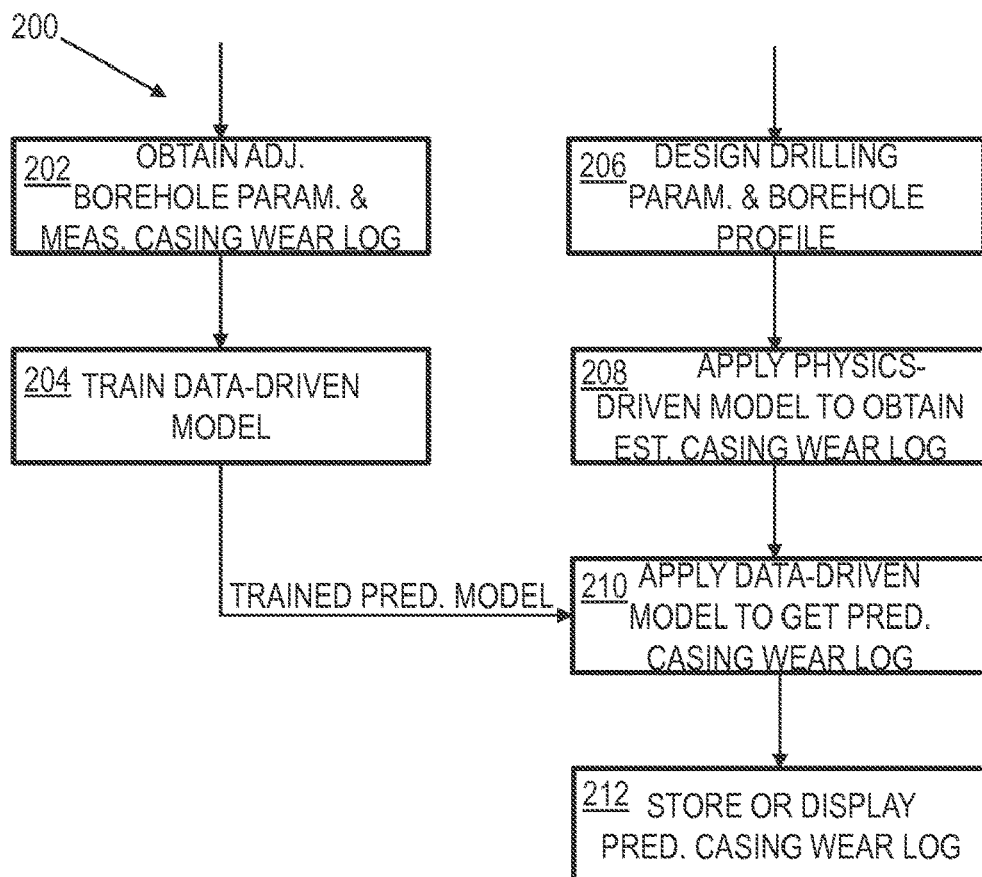 200
202 OBTAIN ADJ.
BOREHOLE PARAM. &
MEAS. CASING WEAR LOG
206 DESIGN DRILLING
PARAM. & BOREHOLE
PROFILE
204 TRAIN DATA-DRIVEN
MODEL
208 APPLY PHYSICS-
DRIVEN MODEL TO OBTAIN
EST. CASING WEAR LOG
TRAINED PRED. MODEL
210 APPLY DATA-DRIVEN
MODEL TO GET PRED.
CASING WEAR LOG
212 STORE OR DISPLAY
PRED. CASING WEAR LOG